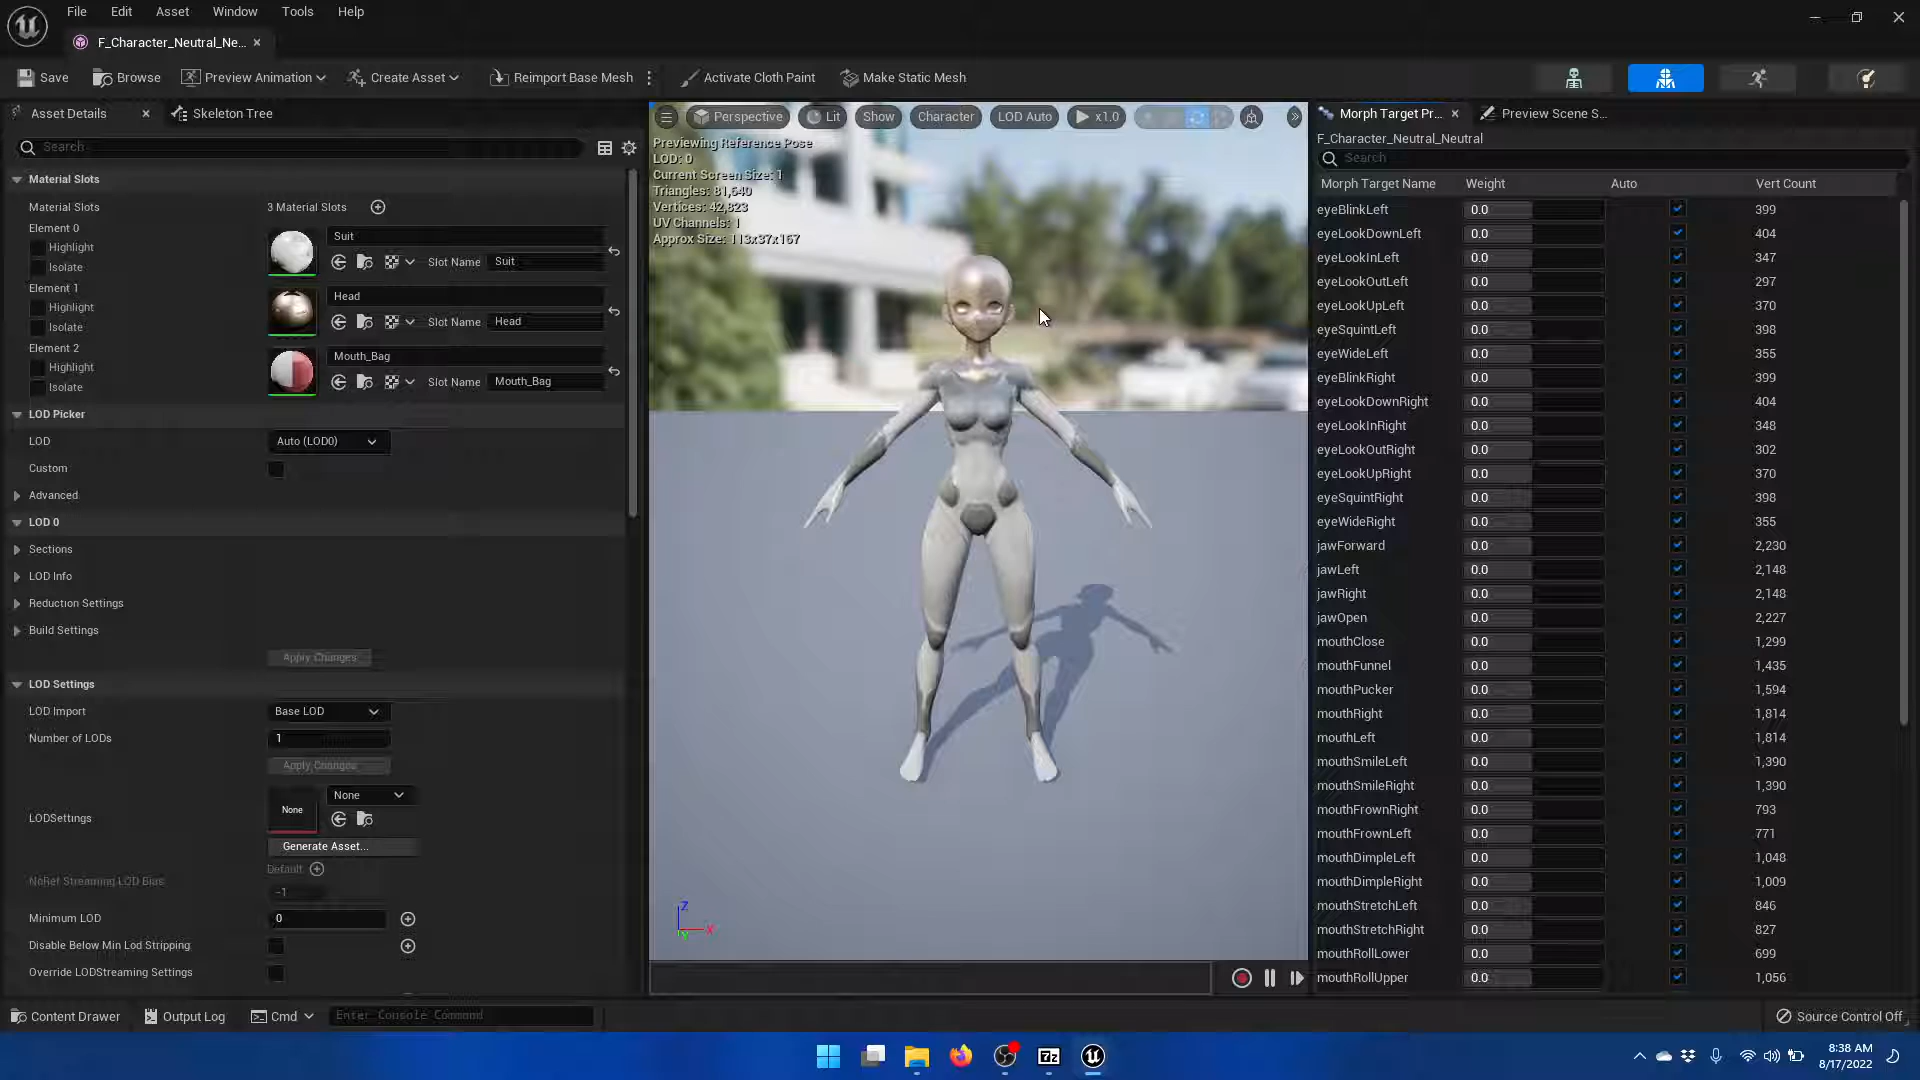 File Edit Asset Window Tools Help
F_Character_Neutral_Ne...
Save Browse Preview Animation Create Asset Reimport Base Mesh Activate Cloth Paint Make Static Mesh
Asset Details
Skeleton Tree
Search
Material Slots
Material Slots
3 Material Slots
Element 0
Highlight
Isolate
Suit
Slot Name
Suit
Element 1
Highlight
Isolate
Head
Slot Name
Head
Element 2
Highlight
Isolate
Mouth_Bag
Slot Name
Mouth_Bag
LOD Picker
LOD
Auto (LOD0)
Custom
Advanced
LOD 0
Sections
LOD Info
Reduction Settings
Build Settings
Apply Changes
LOD Settings
LOD Import
Base LOD
Number of LODs
1
Apply Changes
LODSettings
None
None
Generate Asset...
Default
NoRef Streaming LOD Bias
-1
Minimum LOD
0
Disable Below Min Lod Stripping
Override LODStreaming Settings
Perspective Lit Show Character LOD Auto x1.0
Previewing Reference Pose
LOD: 0
Current Screen Size: 1
Triangles: 81,640
Vertices: 42,823
UV Channels: 1
Approx Size: 113x37x167
Z
X
Y
Morph Target Pr...
Preview Scene S...
F_Character_Neutral_Neutral
Search
Morph Target Name Weight Auto Vert Count
eyeBlinkLeft 0.0 399
eyeLookDownLeft 0.0 404
eyeLookInLeft 0.0 347
eyeLookOutLeft 0.0 297
eyeLookUpLeft 0.0 370
eyeSquintLeft 0.0 398
eyeWideLeft 0.0 355
eyeBlinkRight 0.0 399
eyeLookDownRight 0.0 404
eyeLookInRight 0.0 348
eyeLookOutRight 0.0 302
eyeLookUpRight 0.0 370
eyeSquintRight 0.0 398
eyeWideRight 0.0 355
jawForward 0.0 2,230
jawLeft 0.0 2,148
jawRight 0.0 2,148
jawOpen 0.0 2,227
mouthClose 0.0 1,299
mouthFunnel 0.0 1,435
mouthPucker 0.0 1,594
mouthRight 0.0 1,814
mouthLeft 0.0 1,814
mouthSmileLeft 0.0 1,390
mouthSmileRight 0.0 1,390
mouthFrownRight 0.0 793
mouthFrownLeft 0.0 771
mouthDimpleLeft 0.0 1,048
mouthDimpleRight 0.0 1,009
mouthStretchLeft 0.0 846
mouthStretchRight 0.0 827
mouthRollLower 0.0 699
mouthRollUpper 0.0 1,056
Content Drawer Output Log Cmd Enter Console Command Source Control Off
7z
8:38 AM
8/17/2022